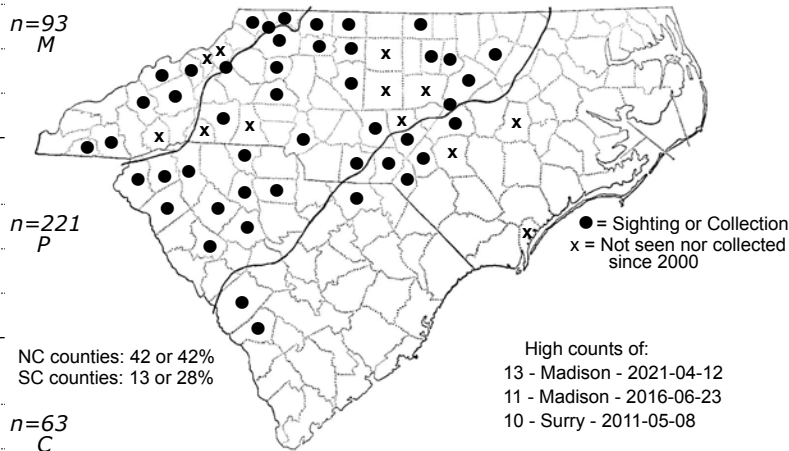 n=93
M
n=221
P
n=63
C
x
x
x
x
x
x
x
x
x
x
x
x
● = Sighting or Collection
x = Not seen nor collected
since 2000
NC counties: 42 or 42%
SC counties: 13 or 28%
High counts of:
13 - Madison - 2021-04-12
11 - Madison - 2016-06-23
10 - Surry - 2011-05-08